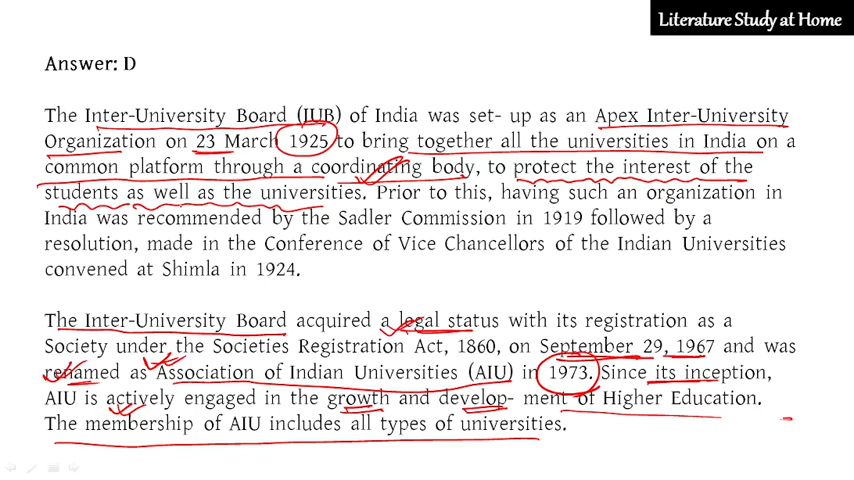 Literature Study at Home
Answer: D
The Inter-University Board (IUB) of India was set- up as an Apex Inter-University
Organization on 23 March 1925 to bring together all the universities in India on a
common platform through a coordinating body, to protect the interest of the
students as well as the universities. Prior to this, having such an organization in
India was recommended by the Sadler Commission in 1919 followed by a
resolution, made in the Conference of Vice Chancellors of the Indian Universities
convened at Shimla in 1924.
The Inter-University Board acquired a legal status with its registration as a
Society under the Societies Registration Act, 1860, on September 29, 1967 and was
renamed as Association of Indian Universities (AIU) in 1973. Since its inception,
AIU is actively engaged in the growth and develop- ment of Higher Education.
The membership of AIU includes all types of universities.